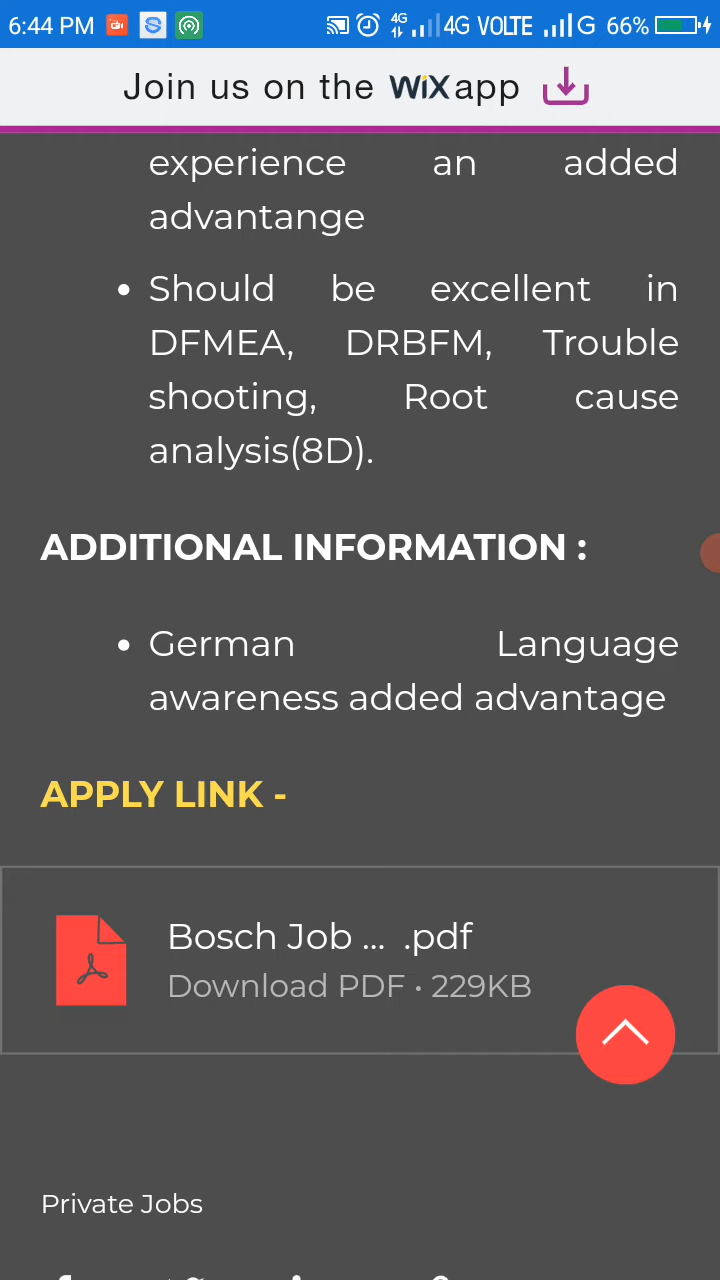 6:44 PM 4G 4G VOLTE G 66%
Join us on the WiX app
experience an added
advantange
• Should be excellent in
DFMEA, DRBFM, Trouble
shooting, Root cause
analysis(8D).
ADDITIONAL INFORMATION :
• German Language
awareness added advantage
APPLY LINK -
Bosch Job ... .pdf
Download PDF • 229KB
Private Jobs